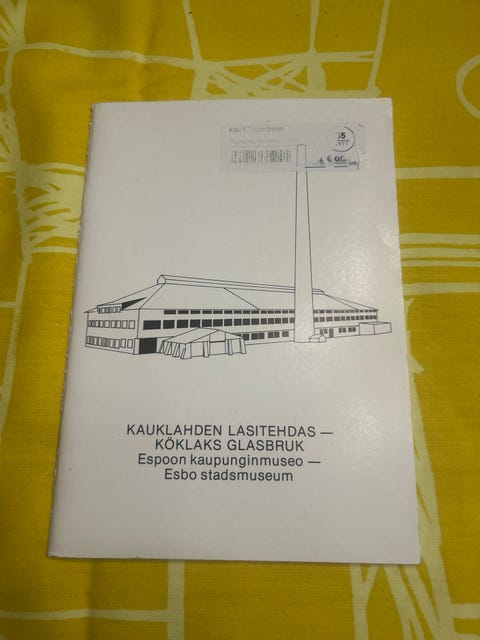 KAUKLAHDEN LASITEHDAS —
KÖKLAKS GLASBRUK
Espoon kaupunginmuseo —
Esbo stadsmuseum